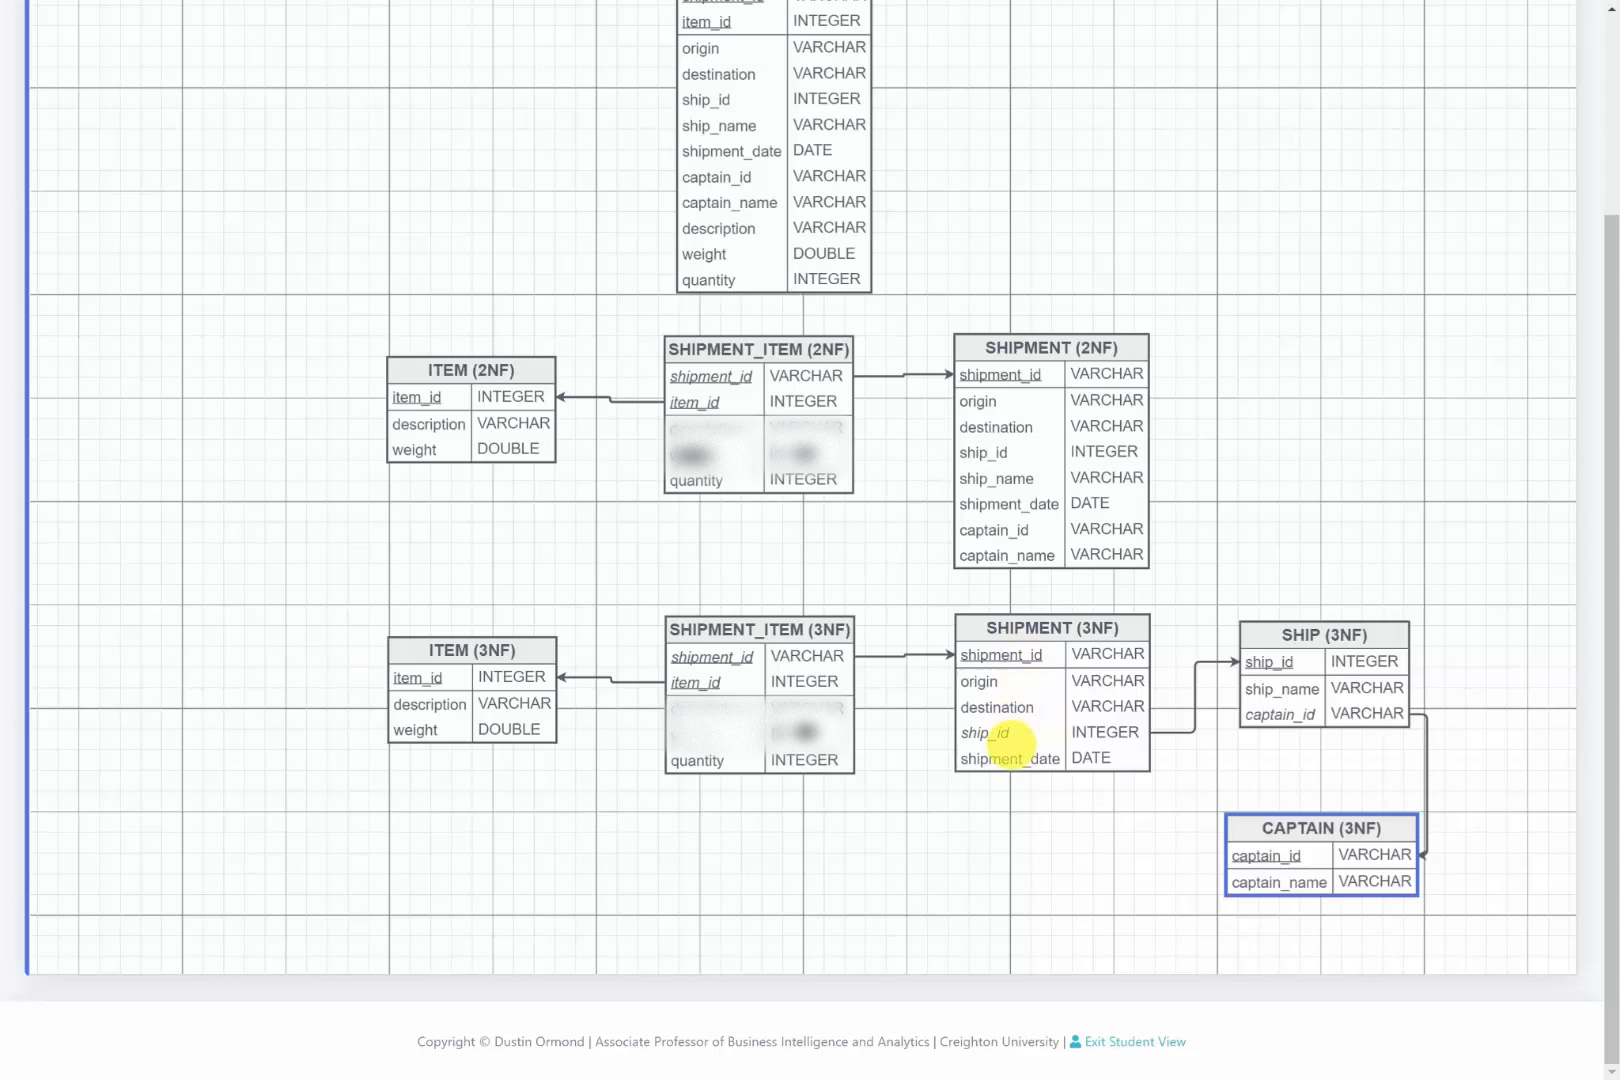 item_id INTEGER
origin VARCHAR
destination VARCHAR
ship_id INTEGER
ship_name VARCHAR
shipment_date DATE
captain_id VARCHAR
captain_name VARCHAR
description VARCHAR
weight DOUBLE
quantity INTEGER
ITEM (2NF)
item_id INTEGER
description VARCHAR
weight DOUBLE
SHIPMENT_ITEM (2NF)
shipment_id VARCHAR
item_id INTEGER
quantity INTEGER
SHIPMENT (2NF)
shipment_id VARCHAR
origin VARCHAR
destination VARCHAR
ship_id INTEGER
ship_name VARCHAR
shipment_date DATE
captain_id VARCHAR
captain_name VARCHAR
ITEM (3NF)
item_id INTEGER
description VARCHAR
weight DOUBLE
SHIPMENT_ITEM (3NF)
shipment_id VARCHAR
item_id INTEGER
quantity INTEGER
SHIPMENT (3NF)
shipment_id VARCHAR
origin VARCHAR
destination VARCHAR
ship_id INTEGER
shipment_date DATE
SHIP (3NF)
ship_id INTEGER
ship_name VARCHAR
captain_id VARCHAR
CAPTAIN (3NF)
captain_id VARCHAR
captain_name VARCHAR
Copyright © Dustin Ormond | Associate Professor of Business Intelligence and Analytics | Creighton University | Exit Student View